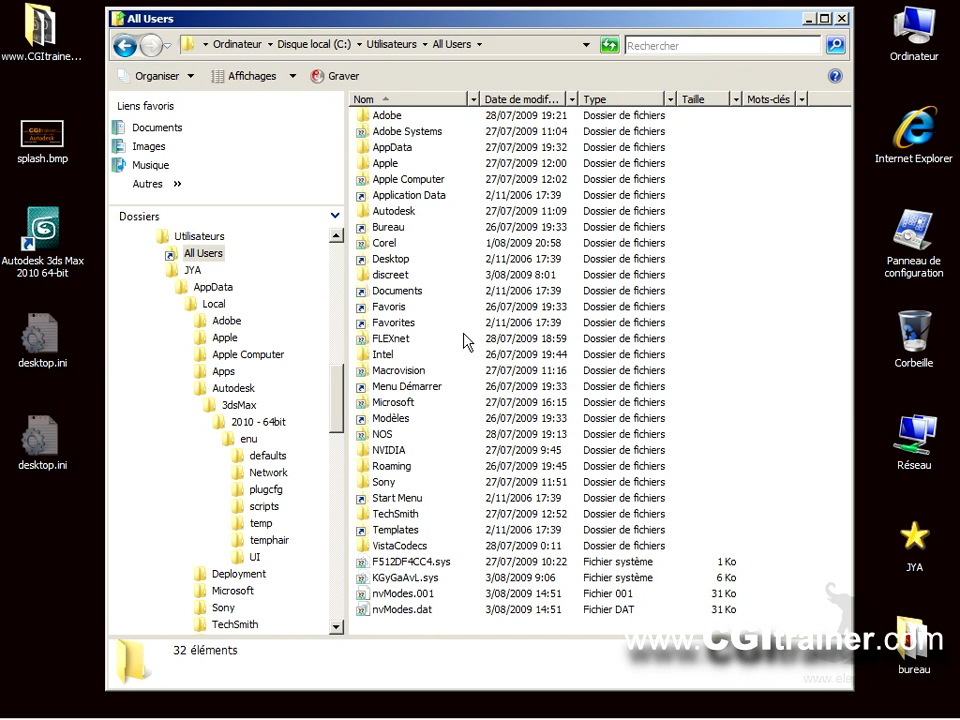 All Users
Ordinateur
Disque local (C:)
Utilisateurs
All Users
Rechercher
Organiser
Affichages
Graver
Liens favoris
Documents
Images
Musique
Autres »
Dossiers
Utilisateurs
All Users
JYA
AppData
Local
Adobe
Apple
Apple Computer
Apps
Autodesk
3dsMax
2010 - 64bit
enu
defaults
Network
plugcfg
scripts
temp
temphair
UI
Deployment
Microsoft
Sony
TechSmith
Nom Date de modif... Type Taille Mots-clés
Adobe 28/07/2009 19:21 Dossier de fichiers
Adobe Systems 27/07/2009 11:04 Dossier de fichiers
AppData 27/07/2009 19:32 Dossier de fichiers
Apple 27/07/2009 12:00 Dossier de fichiers
Apple Computer 27/07/2009 12:02 Dossier de fichiers
Application Data 2/11/2006 17:39 Dossier de fichiers
Autodesk 27/07/2009 11:09 Dossier de fichiers
Bureau 26/07/2009 19:33 Dossier de fichiers
Corel 1/08/2009 20:58 Dossier de fichiers
Desktop 2/11/2006 17:39 Dossier de fichiers
discreet 3/08/2009 8:01 Dossier de fichiers
Documents 2/11/2006 17:39 Dossier de fichiers
Favoris 26/07/2009 19:33 Dossier de fichiers
Favorites 2/11/2006 17:39 Dossier de fichiers
FLEXnet 28/07/2009 18:59 Dossier de fichiers
Intel 26/07/2009 19:44 Dossier de fichiers
Macrovision 27/07/2009 11:16 Dossier de fichiers
Menu Démarrer 26/07/2009 19:33 Dossier de fichiers
Microsoft 27/07/2009 16:15 Dossier de fichiers
Modèles 26/07/2009 19:33 Dossier de fichiers
NOS 28/07/2009 19:13 Dossier de fichiers
NVIDIA 27/07/2009 9:45 Dossier de fichiers
Roaming 26/07/2009 19:45 Dossier de fichiers
Sony 27/07/2009 11:51 Dossier de fichiers
Start Menu 2/11/2006 17:39 Dossier de fichiers
TechSmith 27/07/2009 12:52 Dossier de fichiers
Templates 2/11/2006 17:39 Dossier de fichiers
VistaCodecs 28/07/2009 0:11 Dossier de fichiers
F512DF4CC4.sys 27/07/2009 10:22 Fichier système 1 Ko
KGyGaAvL.sys 3/08/2009 9:06 Fichier système 6 Ko
nvModes.001 3/08/2009 14:51 Fichier 001 31 Ko
nvModes.dat 3/08/2009 14:51 Fichier DAT 31 Ko
32 éléments
www.CGItraine...
CGI
splash.bmp
Autodesk 3ds Max
2010 64-bit
desktop.ini
desktop.ini
Ordinateur
Internet Explorer
Panneau de
configuration
Corbeille
Réseau
JYA
bureau
www.CGItrainer.com